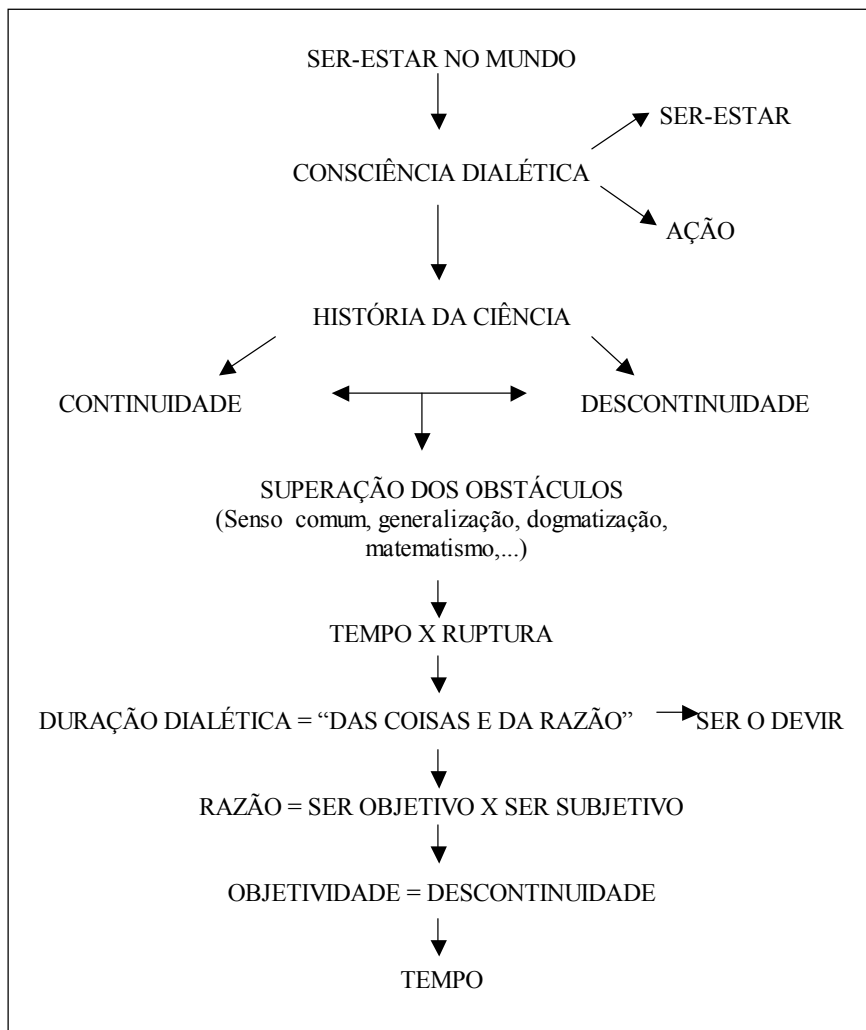 SER-ESTAR NO MUNDO
SER-ESTAR
CONSCIÊNCIA DIALÉTICA
AÇÃO
HISTÓRIA DA CIÊNCIA
CONTINUIDADE
DESCONTINUIDADE
SUPERAÇÃO DOS OBSTÁCULOS
(Senso comum, generalização, dogmatização,
matematismo,...)
TEMPO X RUPTURA
DURAÇÃO DIALÉTICA = “DAS COISAS E DA RAZÃO”
SER O DEVIR
RAZÃO = SER OBJETIVO X SER SUBJETIVO
OBJETIVIDADE = DESCONTINUIDADE
TEMPO